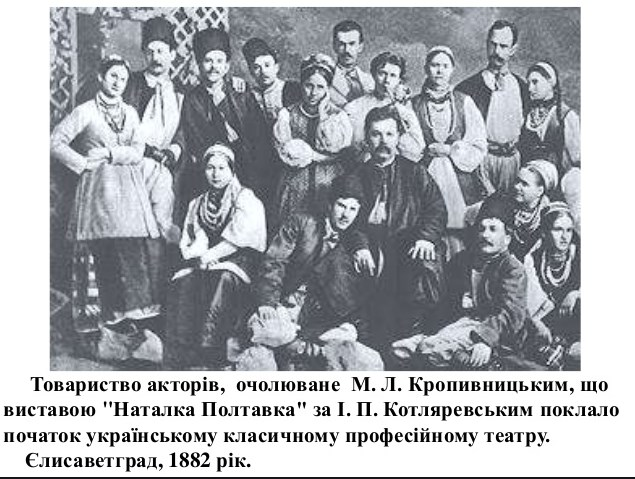 Товариство акторів, очолюване М. Л. Кропивницьким, що
виставою "Наталка Полтавка" за І. П. Котляревським поклало
початок українському класичному професійному театру.
Єлисаветград, 1882 рік.